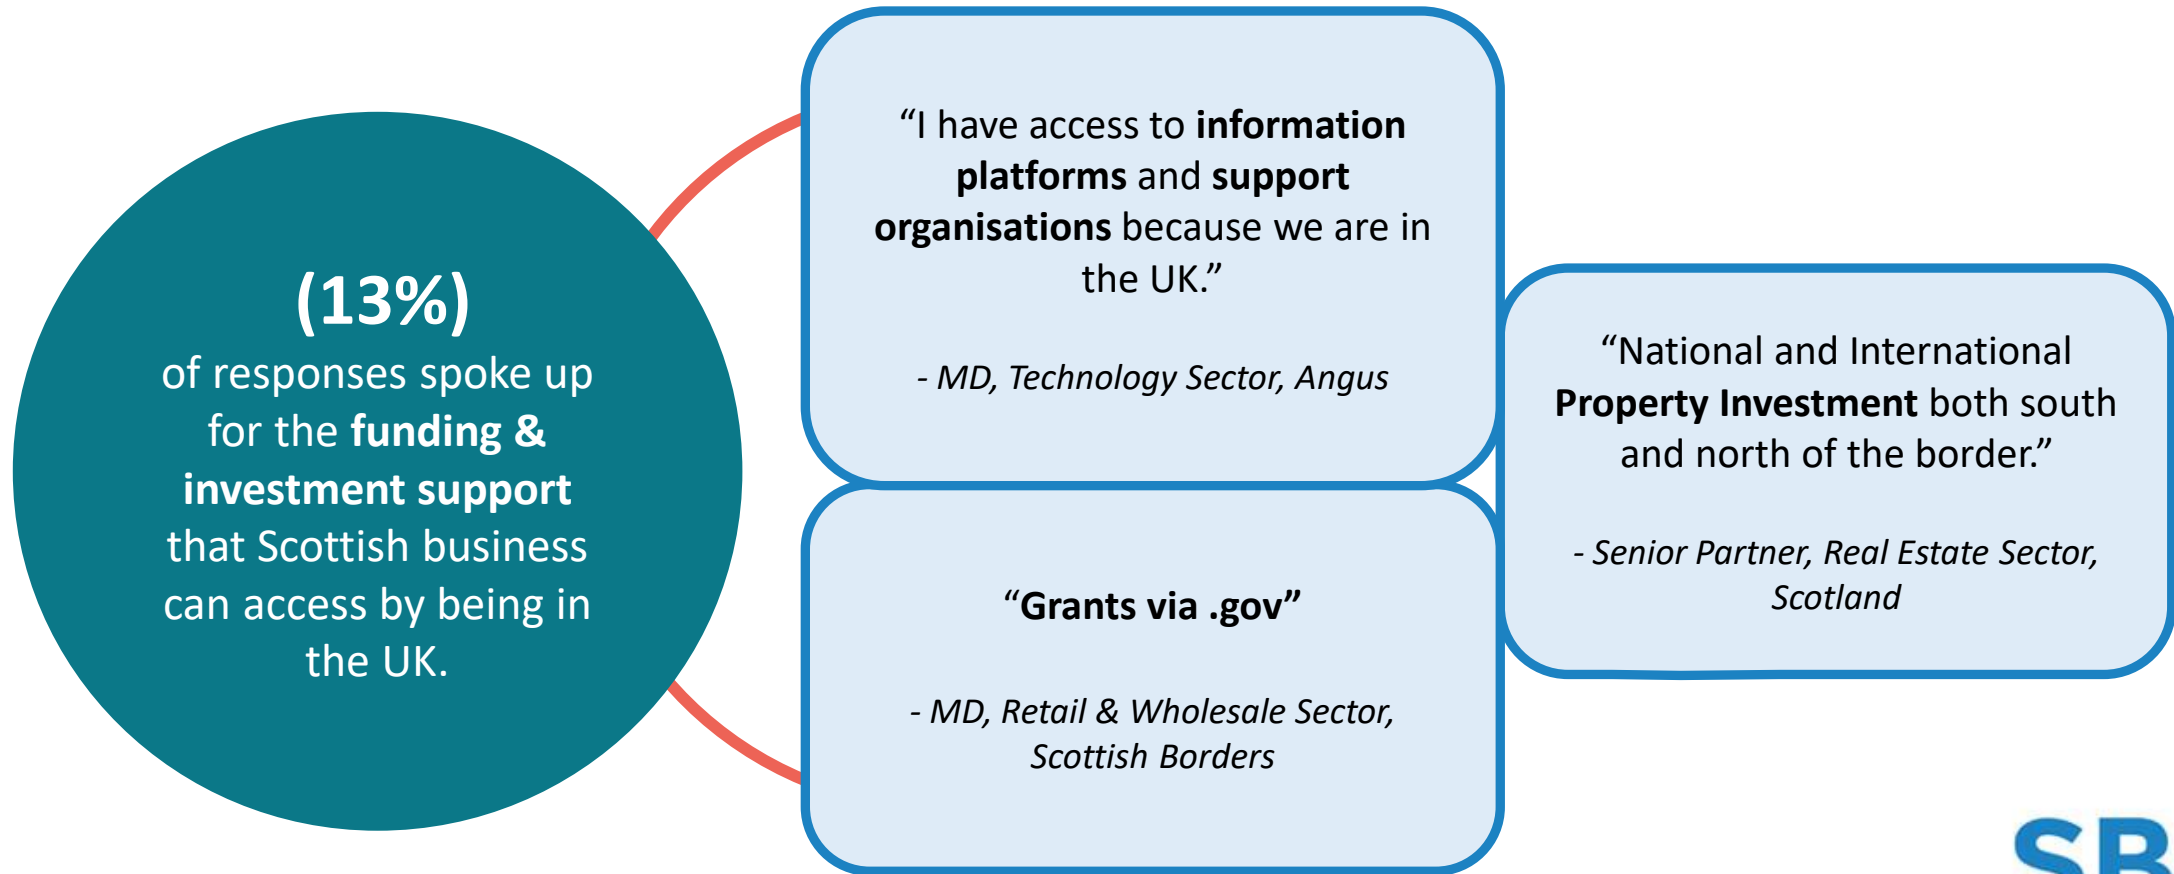 (13%)
of responses spoke up
for the funding &
investment support
that Scottish business
can access by being in
the UK.
“I have access to information
platforms and support
organisations because we are in
the UK.”
- MD, Technology Sector, Angus
“Grants via .gov”
- MD, Retail & Wholesale Sector,
Scottish Borders
“National and International
Property Investment both south
and north of the border.”
- Senior Partner, Real Estate Sector,
Scotland
SB